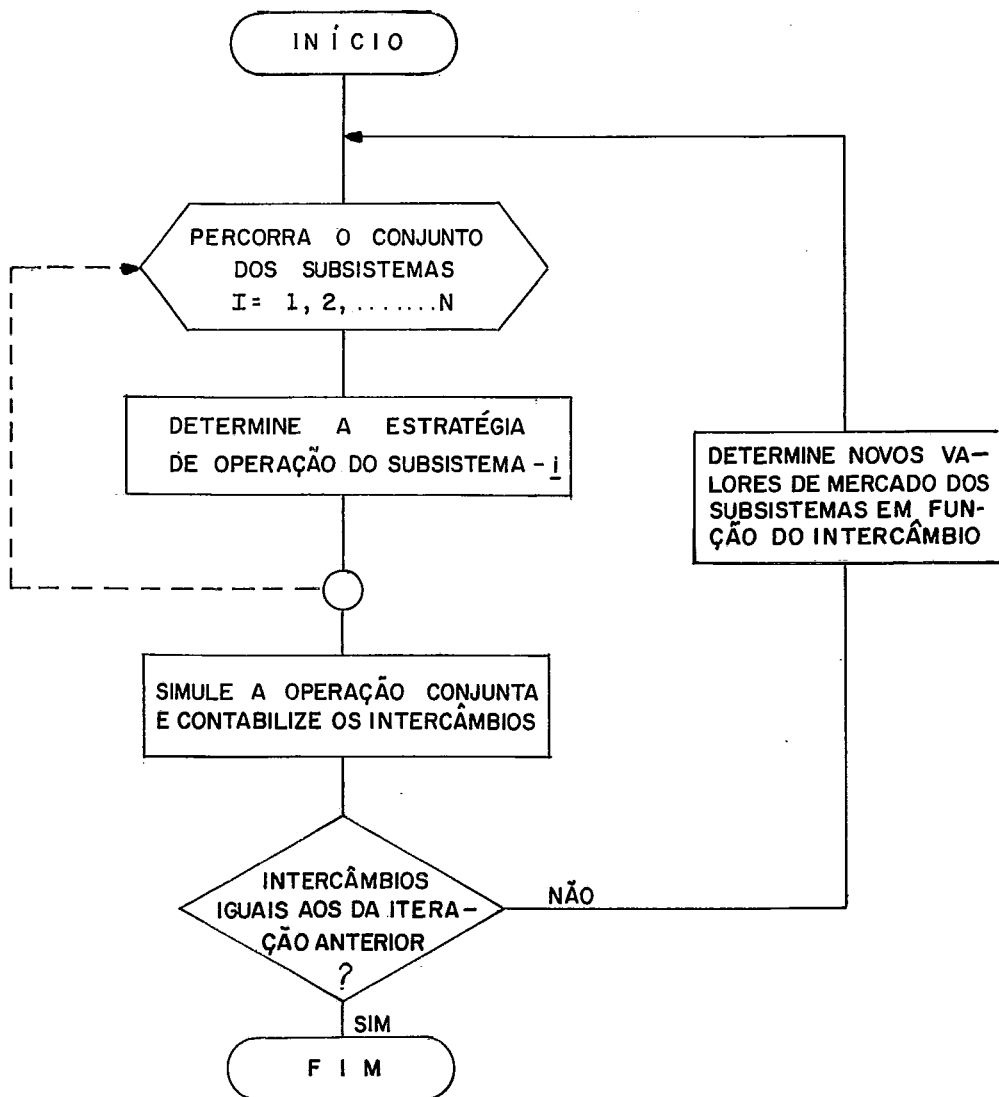 INÍCIO
PERCORRA O CONJUNTO
DOS SUBSISTEMAS
I= 1, 2, .......N
DETERMINE A ESTRATÉGIA
DE OPERAÇÃO DO SUBSISTEMA - i
DETERMINE NOVOS VA-
LORES DE MERCADO DOS
SUBSISTEMAS EM FUN-
ÇÃO DO INTERCÂMBIO
SIMULE A OPERAÇÃO CONJUNTA
E CONTABILIZE OS INTERCÂMBIOS
INTERCÂMBIOS
IGUAIS AOS DA ITERA-
ÇÃO ANTERIOR
?
NÃO
SIM
FIM